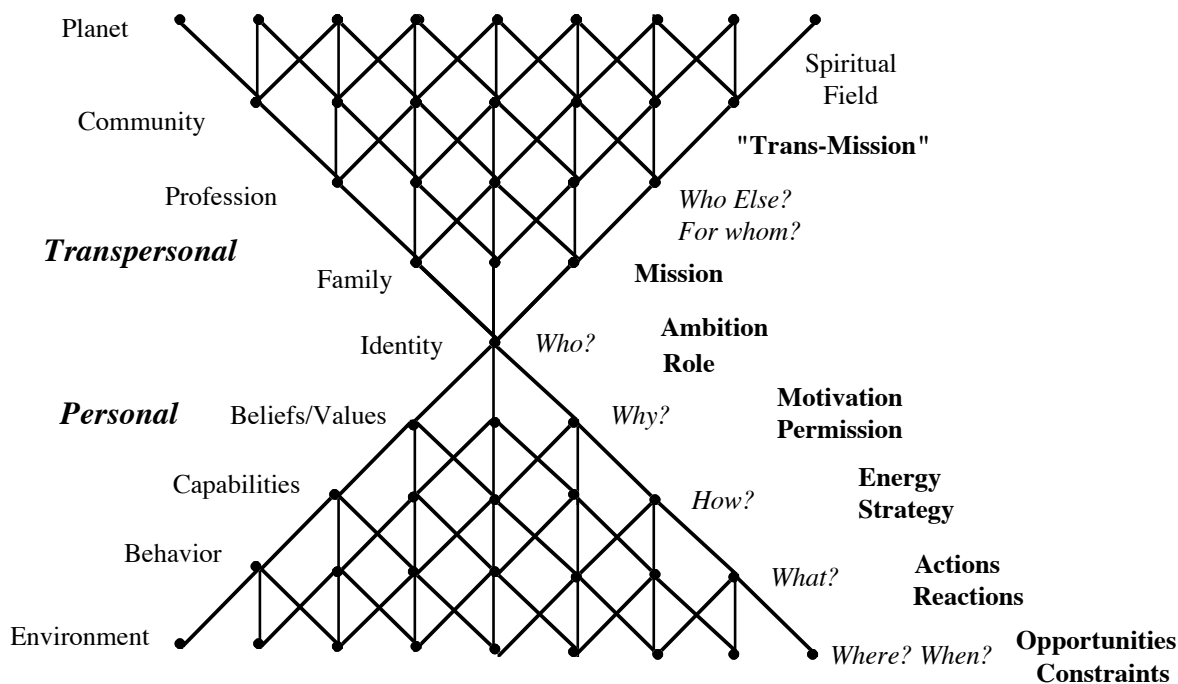 Planet
Spiritual
Field
Community
"Trans-Mission"
Profession
Who Else?
For whom?
Transpersonal
Family
Mission
Identity
Who?
Ambition
Role
Personal
Beliefs/Values
Why?
Motivation
Permission
Capabilities
How?
Energy
Strategy
Behavior
What?
Actions
Reactions
Environment
Where? When?
Opportunities
Constraints